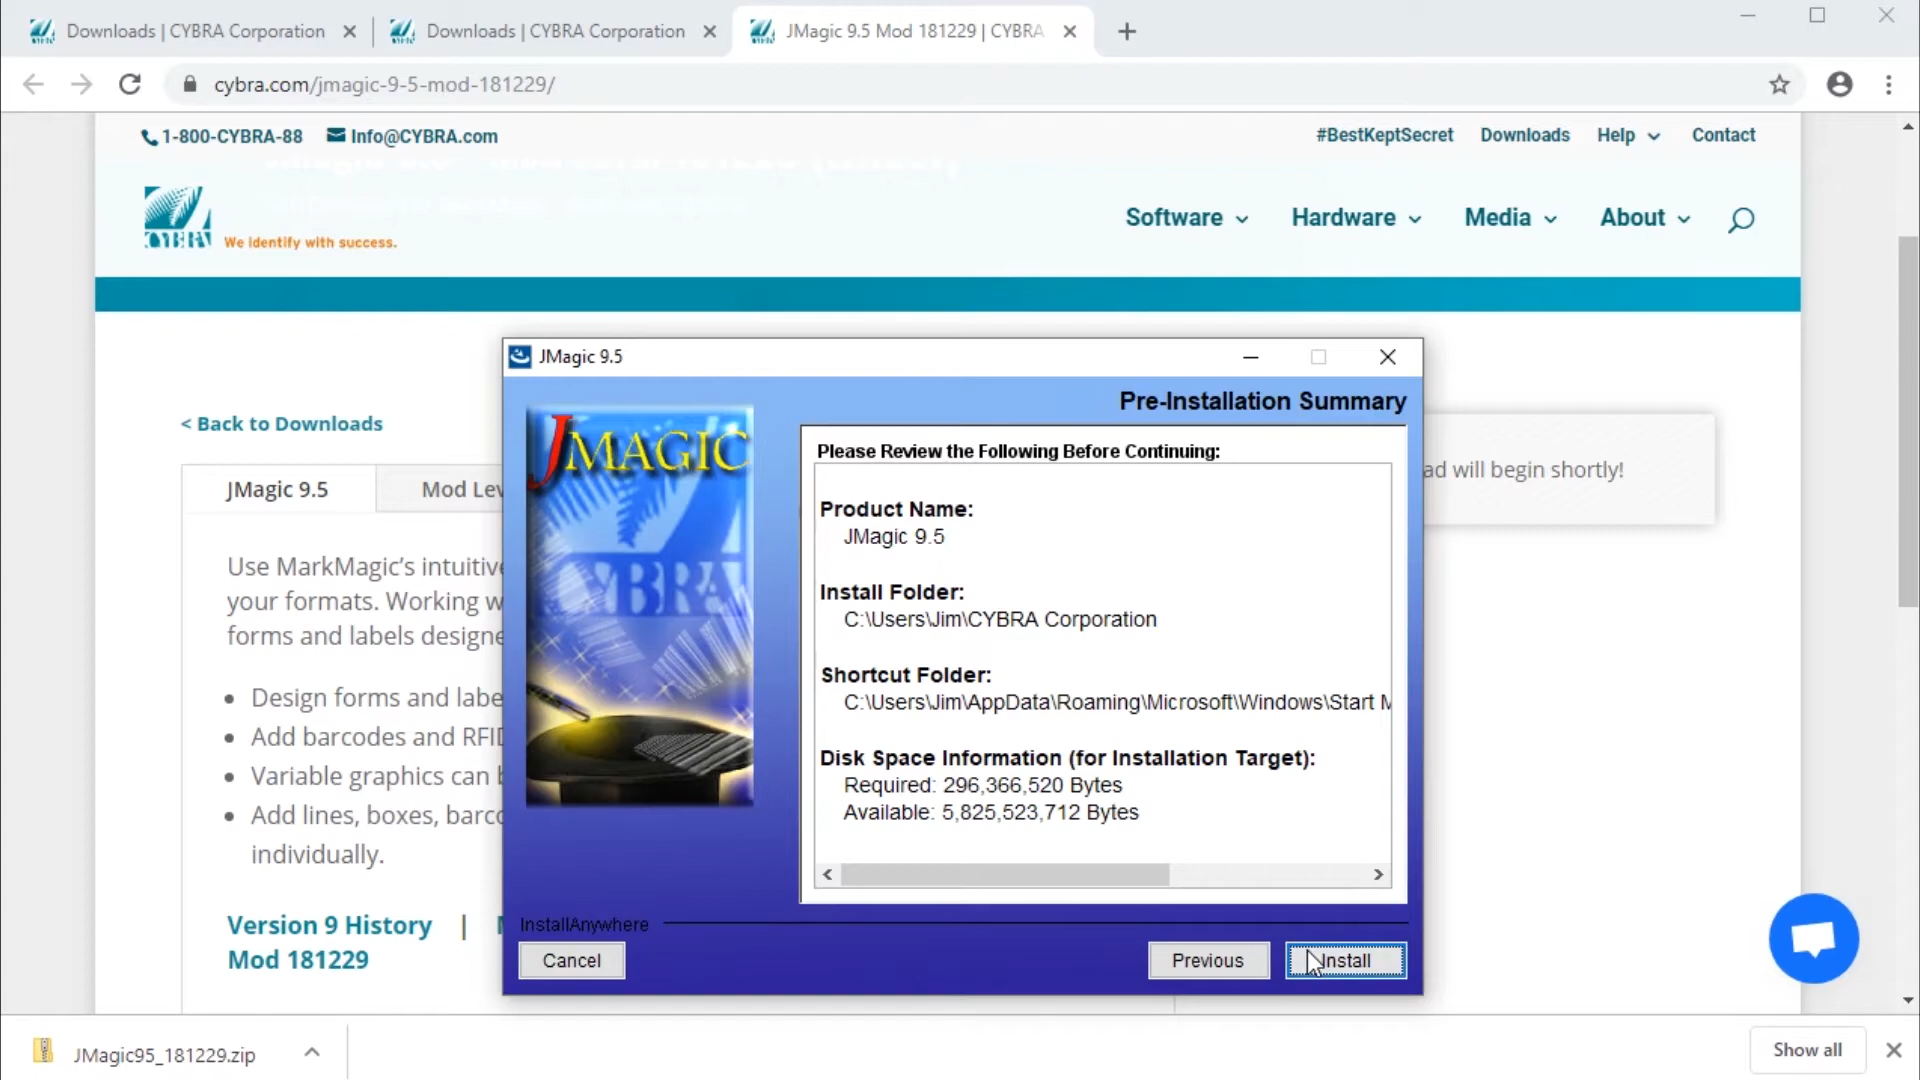 Downloads | CYBRA Corporation
Downloads | CYBRA Corporation
JMagic 9.5 Mod 181229 | CYBRA
cybra.com/jmagic-9-5-mod-181229/
1-800-CYBRA-88
Info@CYBRA.com
#BestKeptSecret
Downloads
Help
Contact
CYBRA
We identify with success.
Software
Hardware
Media
About
< Back to Downloads
JMagic 9.5
Mod Lev
ad will begin shortly!
Use MarkMagic's intuitive
your formats. Working w
forms and labels designe
Design forms and labe
Add barcodes and RFID
Variable graphics can b
Add lines, boxes, barco
individually.
Version 9 History |
Mod 181229
JMagic 9.5
Pre-Installation Summary
JMAGIC
CYBRA
Please Review the Following Before Continuing:
Product Name:
JMagic 9.5
Install Folder:
C:\Users\Jim\CYBRA Corporation
Shortcut Folder:
C:\Users\Jim\AppData\Roaming\Microsoft\Windows\Start M
Disk Space Information (for Installation Target):
Required: 296,366,520 Bytes
Available: 5,825,523,712 Bytes
InstallAnywhere
Cancel
Previous
Install
JMagic95_181229.zip
Show all